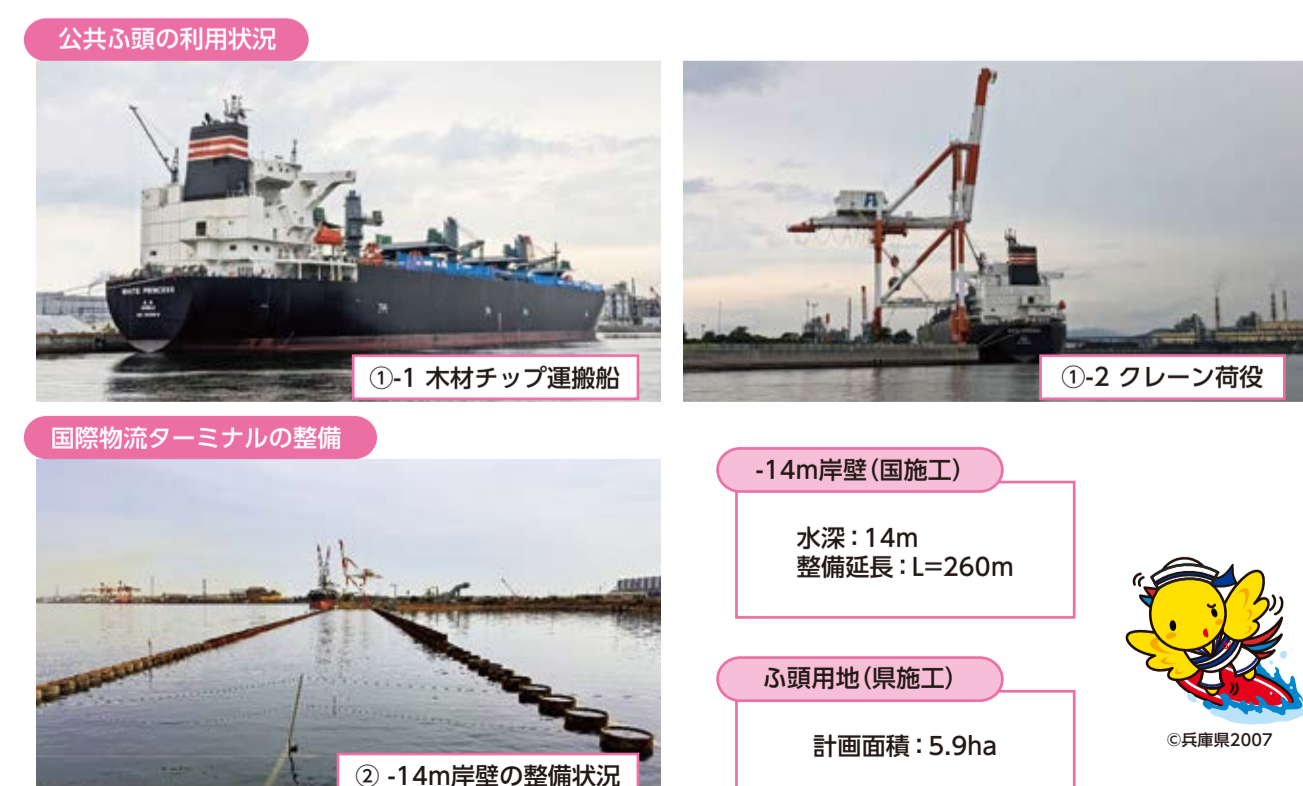 公共ふ頭の利用状況
WHITE PRINCESS
①-1 木材チップ運搬船
①-2 クレーン荷役
国際物流ターミナルの整備
② -14m岸壁の整備状況
-14m岸壁(国施工)
水深:14m
整備延長:L=260m
ふ頭用地(県施工)
計画面積:5.9ha
©兵庫県2007